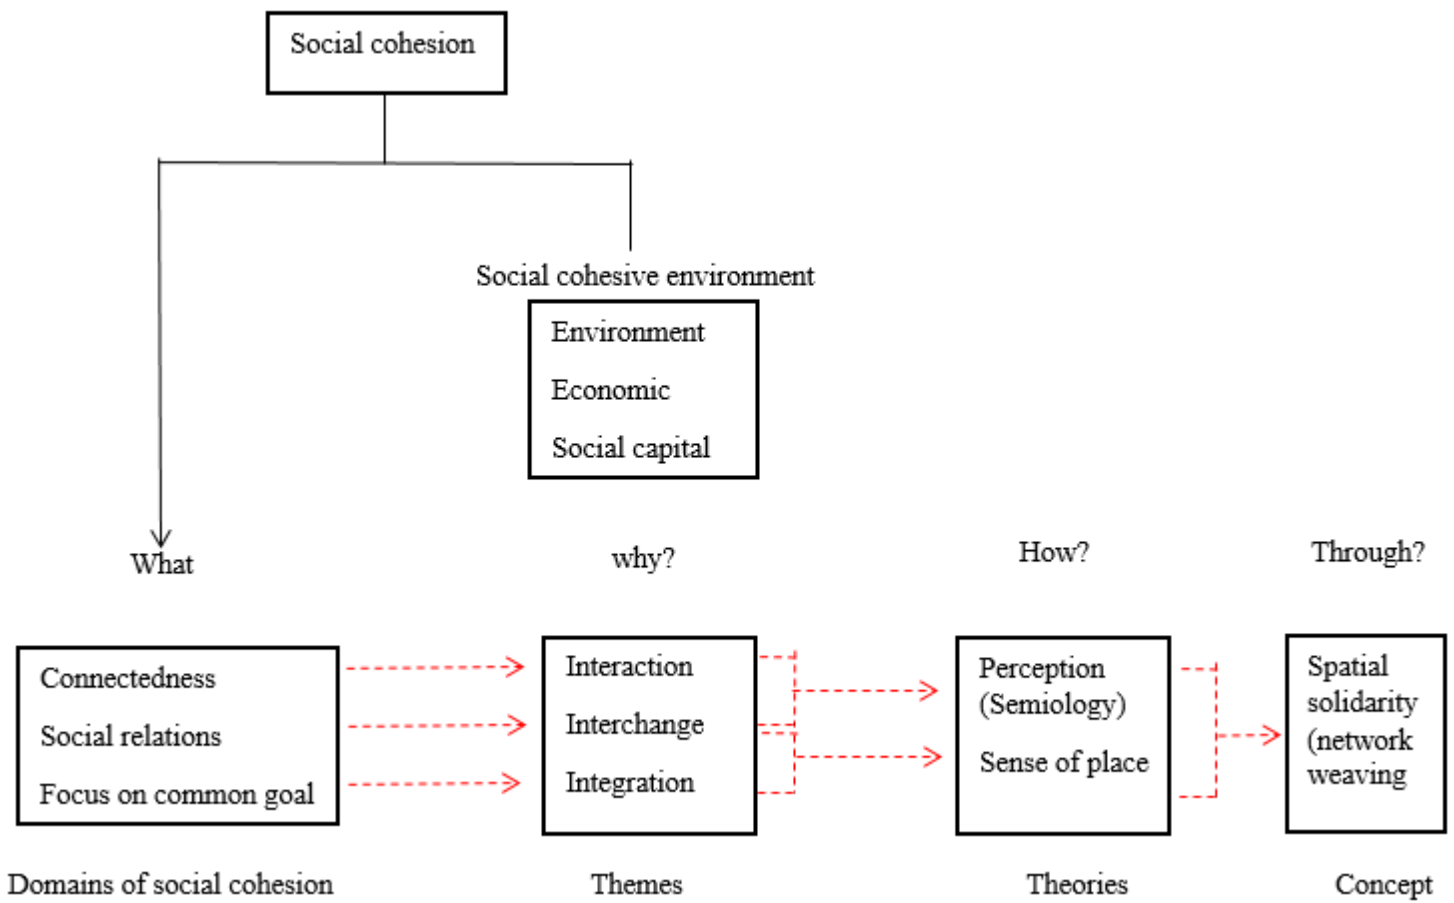 Social cohesion
Social cohesive environment
Environment
Economic
Social capital
What
why?
How?
Through?
Connectedness
Social relations
Focus on common goal
Interaction
Interchange
Integration
Perception
(Semiology)
Sense of place
Spatial
solidarity
(network
weaving
Domains of social cohesion
Themes
Theories
Concept